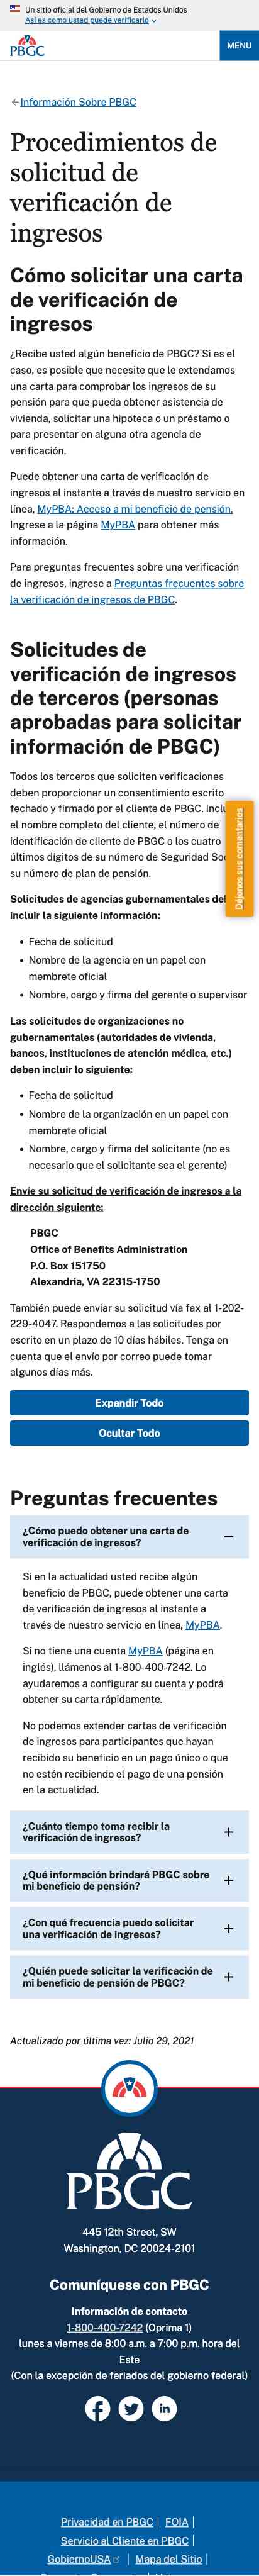 Un sitio oficial del Gobierno de Estados Unidos
Así es como usted puede verificarlo
PBGC
MENU
Información Sobre PBGC
Procedimientos de
solicitud de
verificación de
ingresos
Cómo solicitar una carta
de verificación de
ingresos
¿Recibe usted algún beneficio de PBGC? Si es el
caso, es posible que necesite que le extendamos
una carta para comprobar los ingresos de su
pensión para que pueda obtener asistencia de
vivienda, solicitar una hipoteca o un préstamo o
para presentar en alguna otra agencia de
verificación.
Puede obtener una carta de verificación de
ingresos al instante a través de nuestro servicio en
línea, MyPBA: Acceso a mi beneficio de pensión.
Ingrese a la página MyPBA para obtener más
información.
Para preguntas frecuentes sobre una verificación
de ingresos, ingrese a Preguntas frecuentes sobre
la verificación de ingresos de PBGC.
Solicitudes de
verificación de ingresos
de terceros (personas
aprobadas para solicitar
información de PBGC)
Todos los terceros que soliciten verificaciones
deben proporcionar un consentimiento escrito
fechado y firmado por el cliente de PBGC. Inclu
el nombre completo del cliente, el número de
identificación de cliente de PBGC o los cuatro
últimos dígitos de su número de Seguridad Soc
su número de plan de pensión.
Solicitudes de agencias gubernamentales del
incluir la siguiente información:
• Fecha de solicitud
• Nombre de la agencia en un papel con
membrete oficial
• Nombre, cargo y firma del gerente o supervisor
Las solicitudes de organizaciones no
gubernamentales (autoridades de vivienda,
bancos, instituciones de atención médica, etc.)
deben incluir lo siguiente:
• Fecha de solicitud
• Nombre de la organización en un papel con
membrete oficial
• Nombre, cargo y firma del solicitante (no es
necesario que el solicitante sea el gerente)
Envíe su solicitud de verificación de ingresos a la
dirección siguiente:
PBGC
Office of Benefits Administration
P.O. Box 151750
Alexandria, VA 22315-1750
También puede enviar su solicitud vía fax al 1-202-
229-4047. Respondemos a las solicitudes por
escrito en un plazo de 10 días hábiles. Tenga en
cuenta que el envío por correo puede tomar
algunos días más.
Déjenos sus comentarios
Expandir Todo
Ocultar Todo
Preguntas frecuentes
¿Cómo puedo obtener una carta de
verificación de ingresos?
Si en la actualidad usted recibe algún
beneficio de PBGC, puede obtener una carta
de verificación de ingresos al instante a
través de nuestro servicio en línea, MyPBA.
Si no tiene una cuenta MyPBA (página en
inglés), llámenos al 1-800-400-7242. Lo
ayudaremos a configurar su cuenta y podrá
obtener su carta rápidamente.
No podemos extender cartas de verificación
de ingresos para participantes que hayan
recibido su beneficio en un pago único o que
no estén recibiendo el pago de una pensión
en la actualidad.
¿Cuánto tiempo toma recibir la
verificación de ingresos?
¿Qué información brindará PBGC sobre
mi beneficio de pensión?
¿Con qué frecuencia puedo solicitar
una verificación de ingresos?
¿Quién puede solicitar la verificación de
mi beneficio de pensión de PBGC?
Actualizado por última vez: Julio 29, 2021
PBGC
445 12th Street, SW
Washington, DC 20024-2101
Comuníquese con PBGC
Información de contacto
1-800-400-7242 (Oprima 1)
lunes a viernes de 8:00 a.m. a 7:00 p.m. hora del
Este
(Con la excepción de feriados del gobierno federal)
Privacidad en PBGC | FOIA |
Servicio al Cliente en PBGC |
GobiernoUSA | Mapa del Sitio |